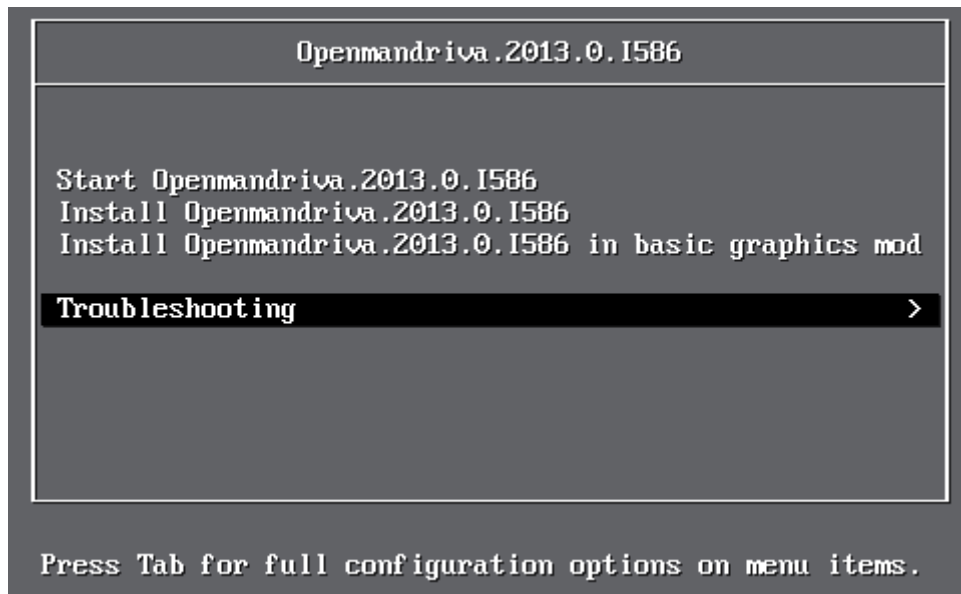 Openmandriva.2013.0.I586
Start Openmandriva.2013.0.I586
Install Openmandriva.2013.0.I586
Install Openmandriva.2013.0.I586 in basic graphics mod
Troubleshooting >
Press Tab for full configuration options on menu items.